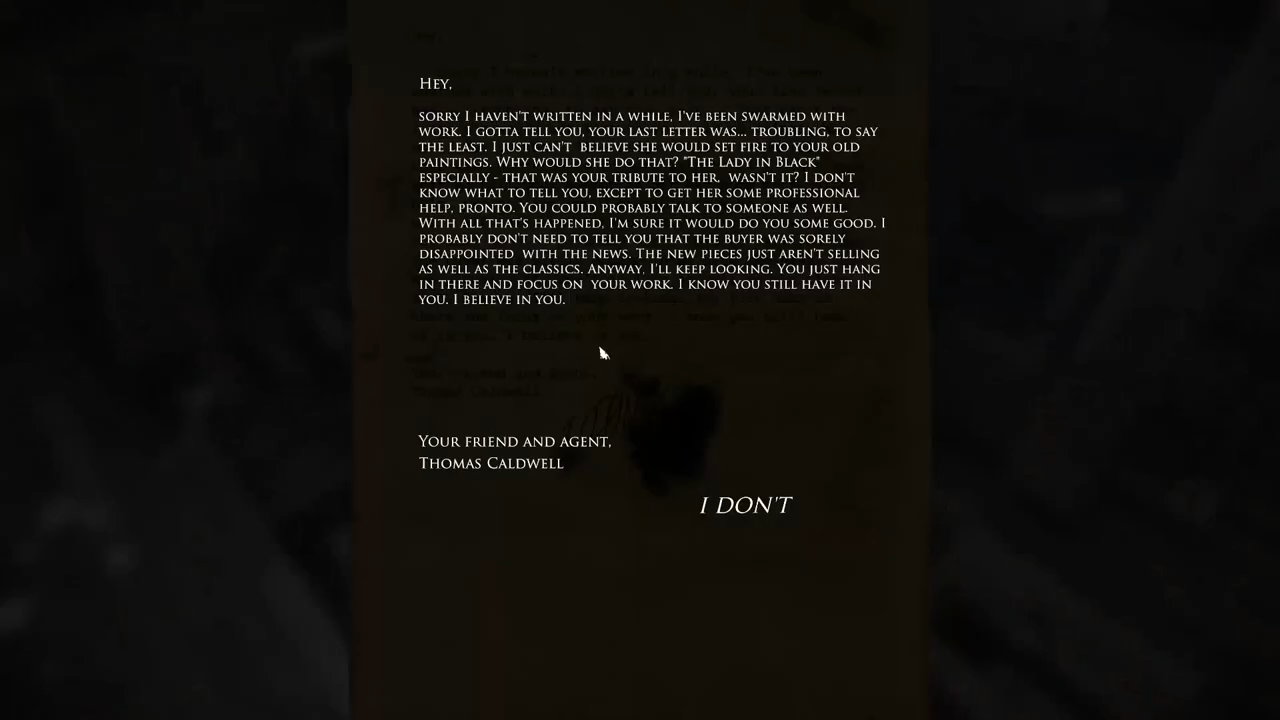 Hey,
sorry I haven't written in a while, I've been swarmed with
work. I gotta tell you, your last letter was... troubling, to say
the least. I just can't  believe she would set fire to your old
paintings. Why would she do that? "The Lady in Black"
especially - that was your tribute to her,  wasn't it? I don't
know what to tell you, except to get her some professional
help, pronto. You could probably talk to someone as well.
With all that's happened, I'm sure it would do you some good. I
probably don't need to tell you that the buyer was sorely
disappointed  with the news. The new pieces just aren't selling
as well as the classics. Anyway, I'll keep looking. You just hang
in there and focus on  your work. I know you still have it in
you. I believe in you.
Your friend and agent,
Thomas Caldwell
I DON'T